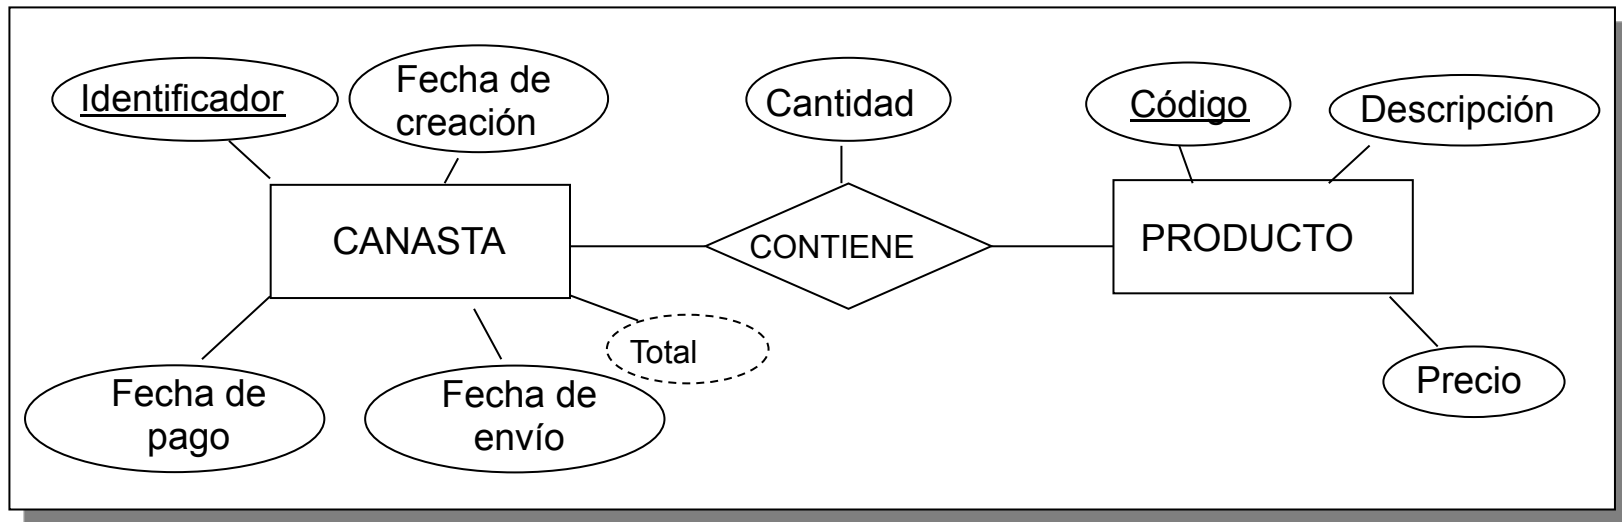 Identificador
Fecha de
creación
Cantidad
Código
Descripción
CANASTA
CONTIENE
PRODUCTO
Total
Fecha de
pago
Fecha de
envío
Precio